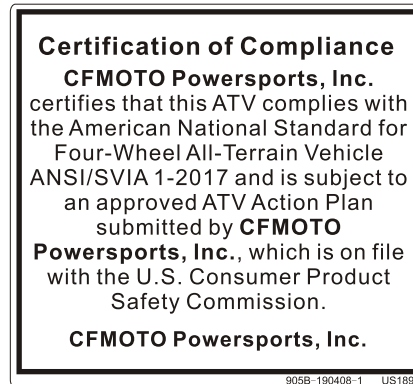 Certification of Compliance
CFMOTO Powersports, Inc.
certifies that this ATV complies with
the American National Standard for
Four-Wheel All-Terrain Vehicle
ANSI/SVIA 1-2017 and is subject to
an approved ATV Action Plan
submitted by CFMOTO
Powersports, Inc., which is on file
with the U.S. Consumer Product
Safety Commission.
CFMOTO Powersports, Inc.
905B-190408-1 US189